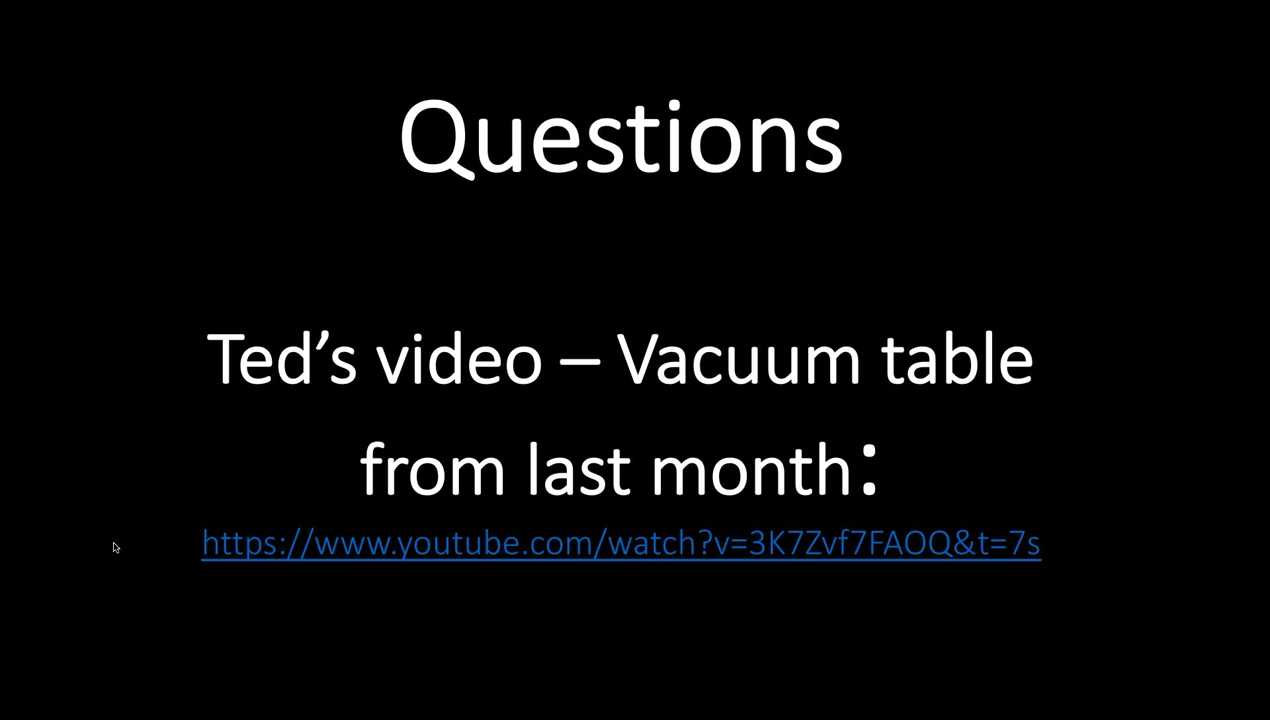 Questions
Ted’s video – Vacuum table
from last month:
https://www.youtube.com/watch?v=3K7Zvf7FAOQ&t=7s